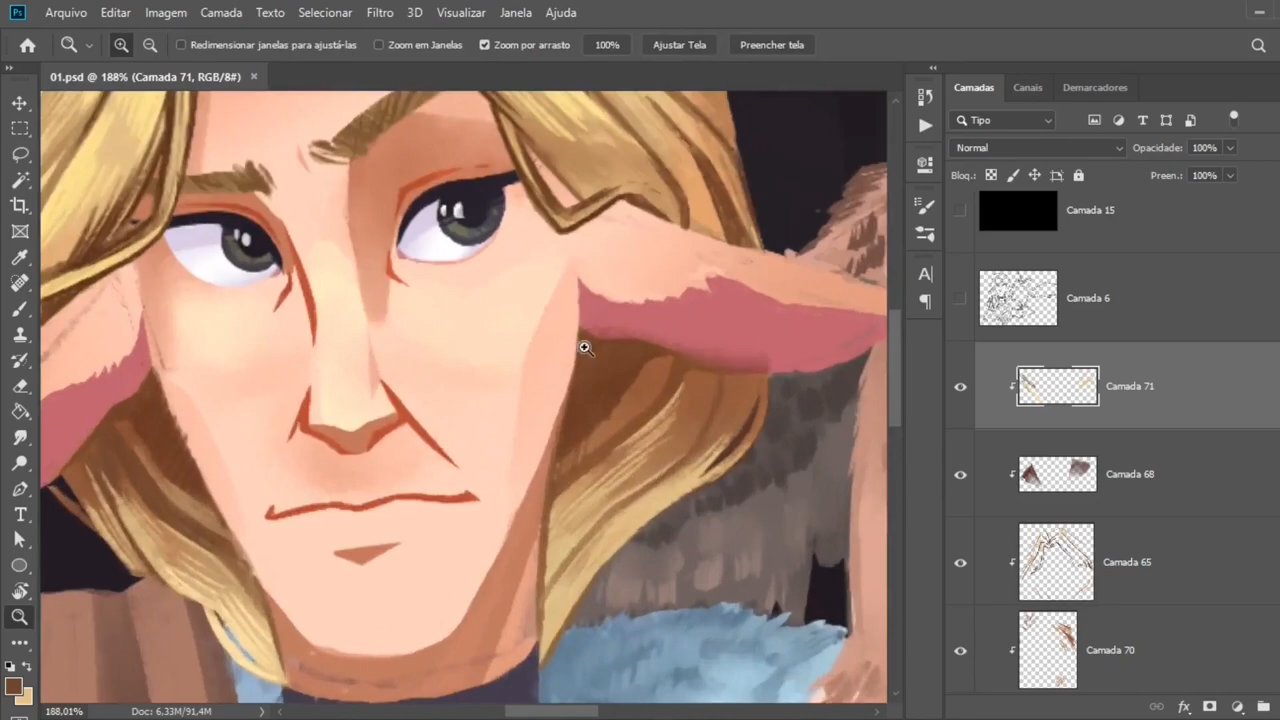 Ps Arquivo Editar Imagem Camada Texto Selecionar Filtro 3D Visualizar Janela Ajuda
Redimensionar janelas para ajustá-las Zoom em Janelas Zoom por arrasto 100% Ajustar Tela Preencher tela
01.psd @ 188% (Camada 71, RGB/8#) ×
Camadas Canais Demarcadores
Tipo
Normal Opacidade: 100%
Bloq.: Preen.: 100%
Camada 15
Camada 6
Camada 71
Camada 68
Camada 65
Camada 70
188,01% Doc: 6,33M/91,4M